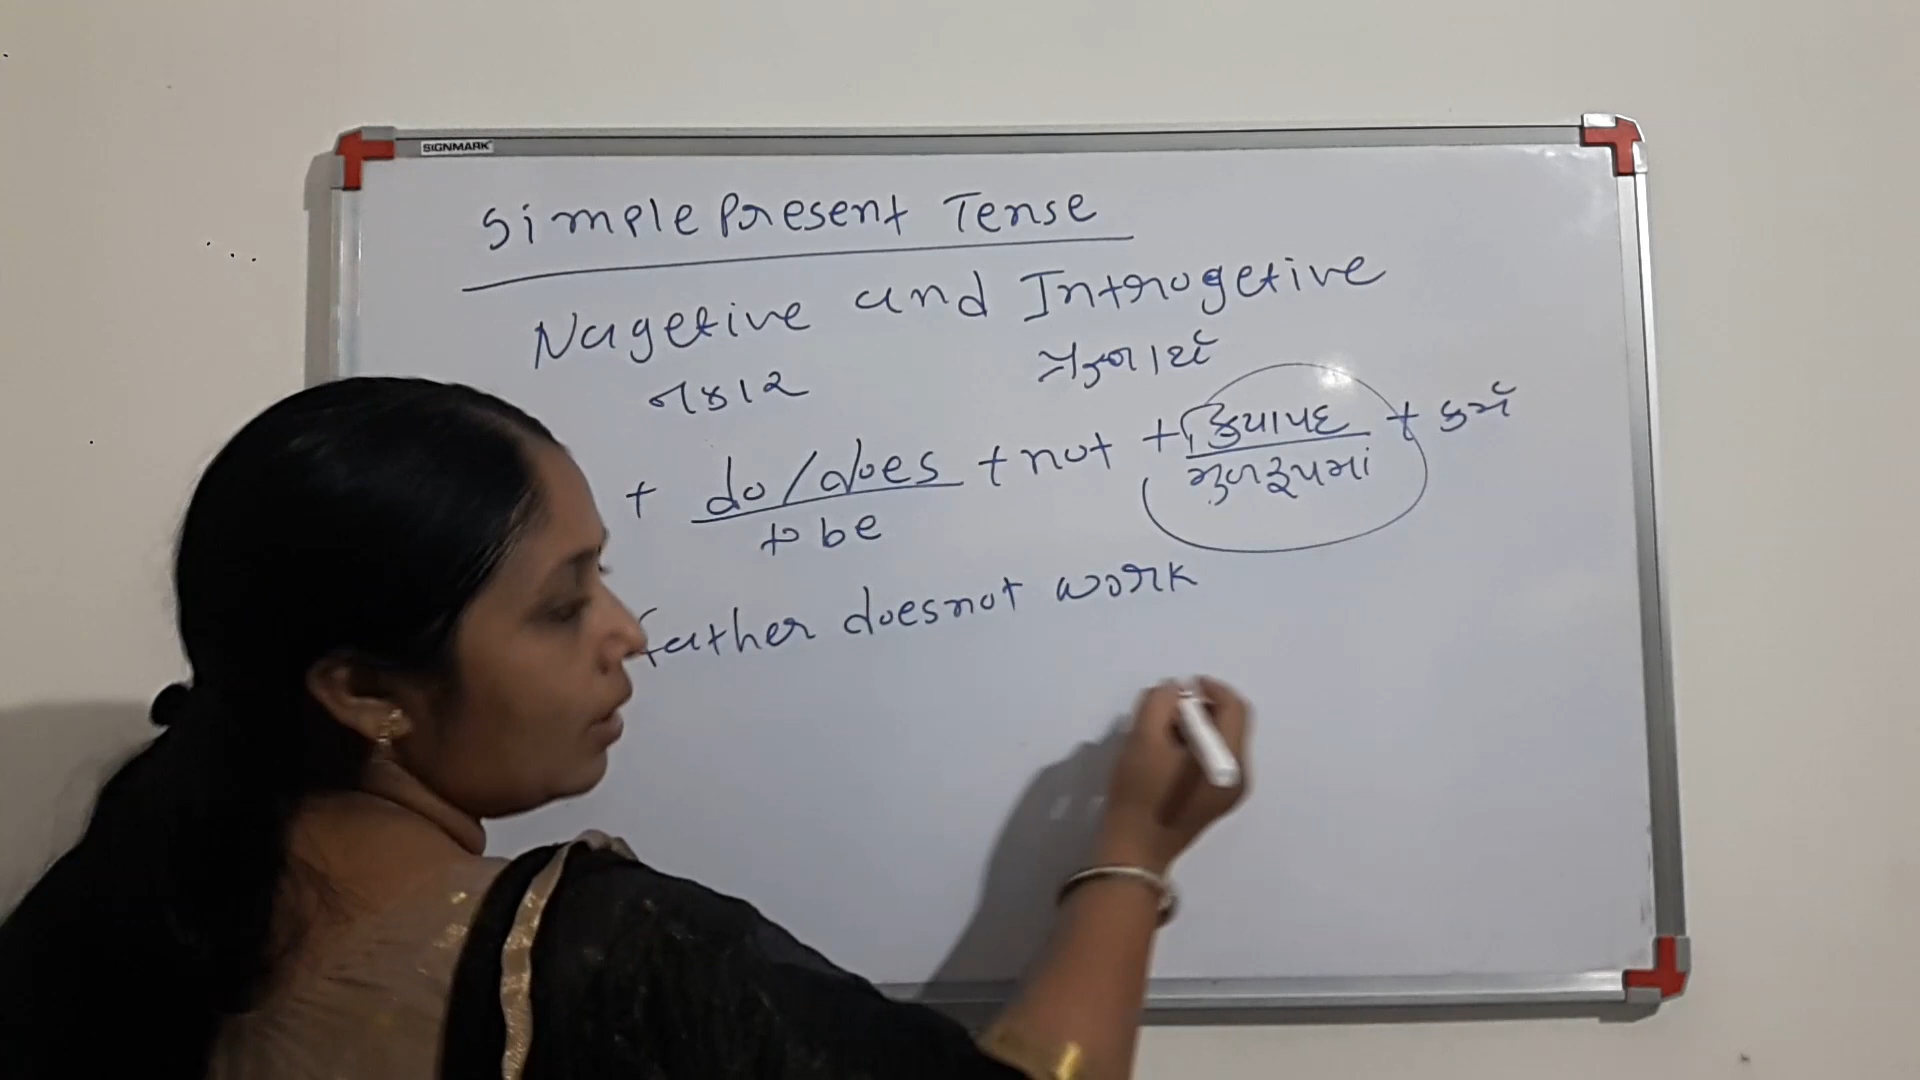 SIGNMARK
Simple Present Tense
Nagetive and Introgetive
નકાર પ્રશ્નાર્થ
+ do/does + not + ક્રિયાપદ + કર્મ
to be મુળરૂપમાં
father doesnot work